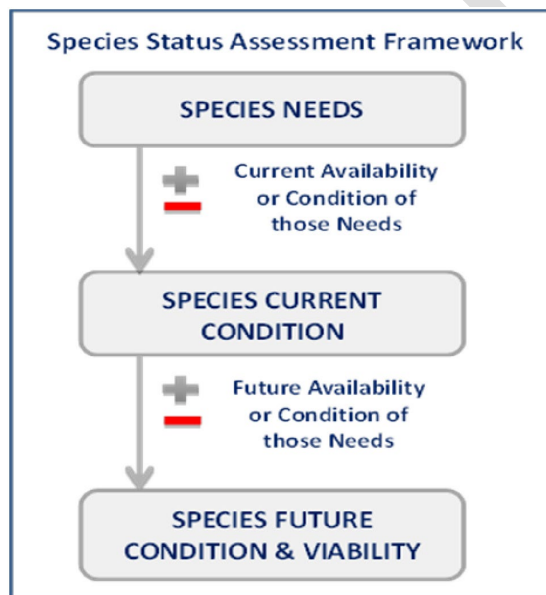 Species Status Assessment Framework
SPECIES NEEDS
Current Availability
or Condition of
those Needs
SPECIES CURRENT
CONDITION
Future Availability
or Condition of
those Needs
SPECIES FUTURE
CONDITION & VIABILITY